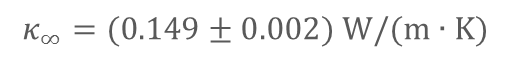 κ∞ = (0.149 ± 0.002) W/(m · K)